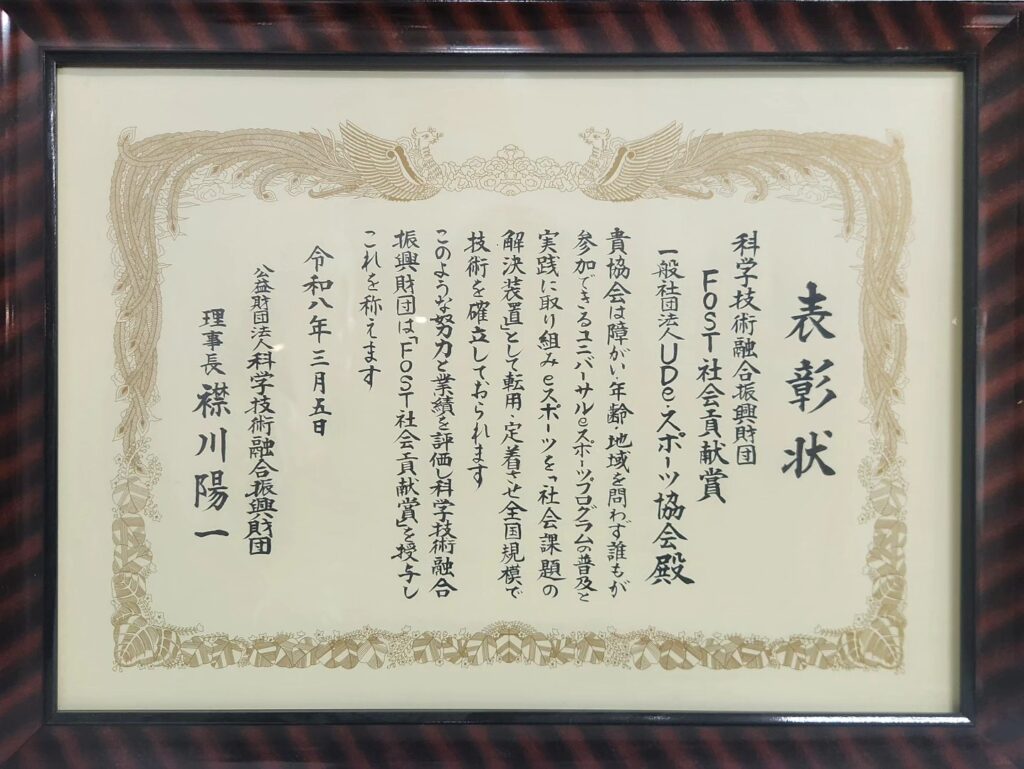 表彰状
科学技術融合振興財団
FOST社会貢献賞
一般社団法人UDe・スポーツ協会殿
貴協会は障がい・年齢・地域を問わず誰もが
参加できるユニバーサルeスポーツプログラムの普及と
実践に取り組みeスポーツを「社会課題の
解決装置」として転用・定着させ全国規模で
技術を確立しておられます
このような努力と業績を評価し科学技術融合
振興財団は「FOST社会貢献賞」を授与し
これを称えます
令和八年三月五日
公益財団法人科学技術融合振興財団
理事長 襟川陽一